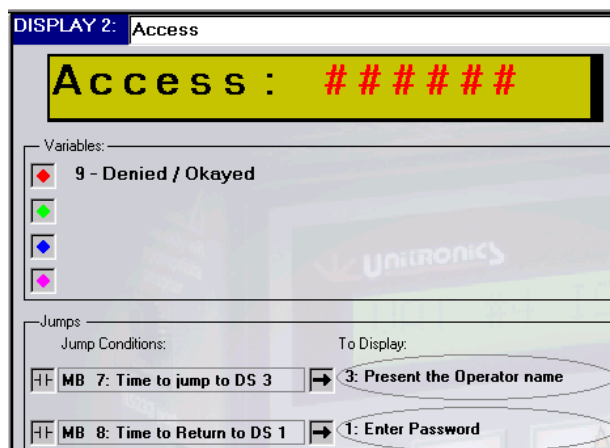 DISPLAY 2: Access
Access: ######
Variables:
9 - Denied / Okayed
UNITRONICS
Jumps
Jump Conditions: To Display:
MB 7: Time to jump to DS 3 3: Present the Operator name
MB 8: Time to Return to DS 1 1: Enter Password